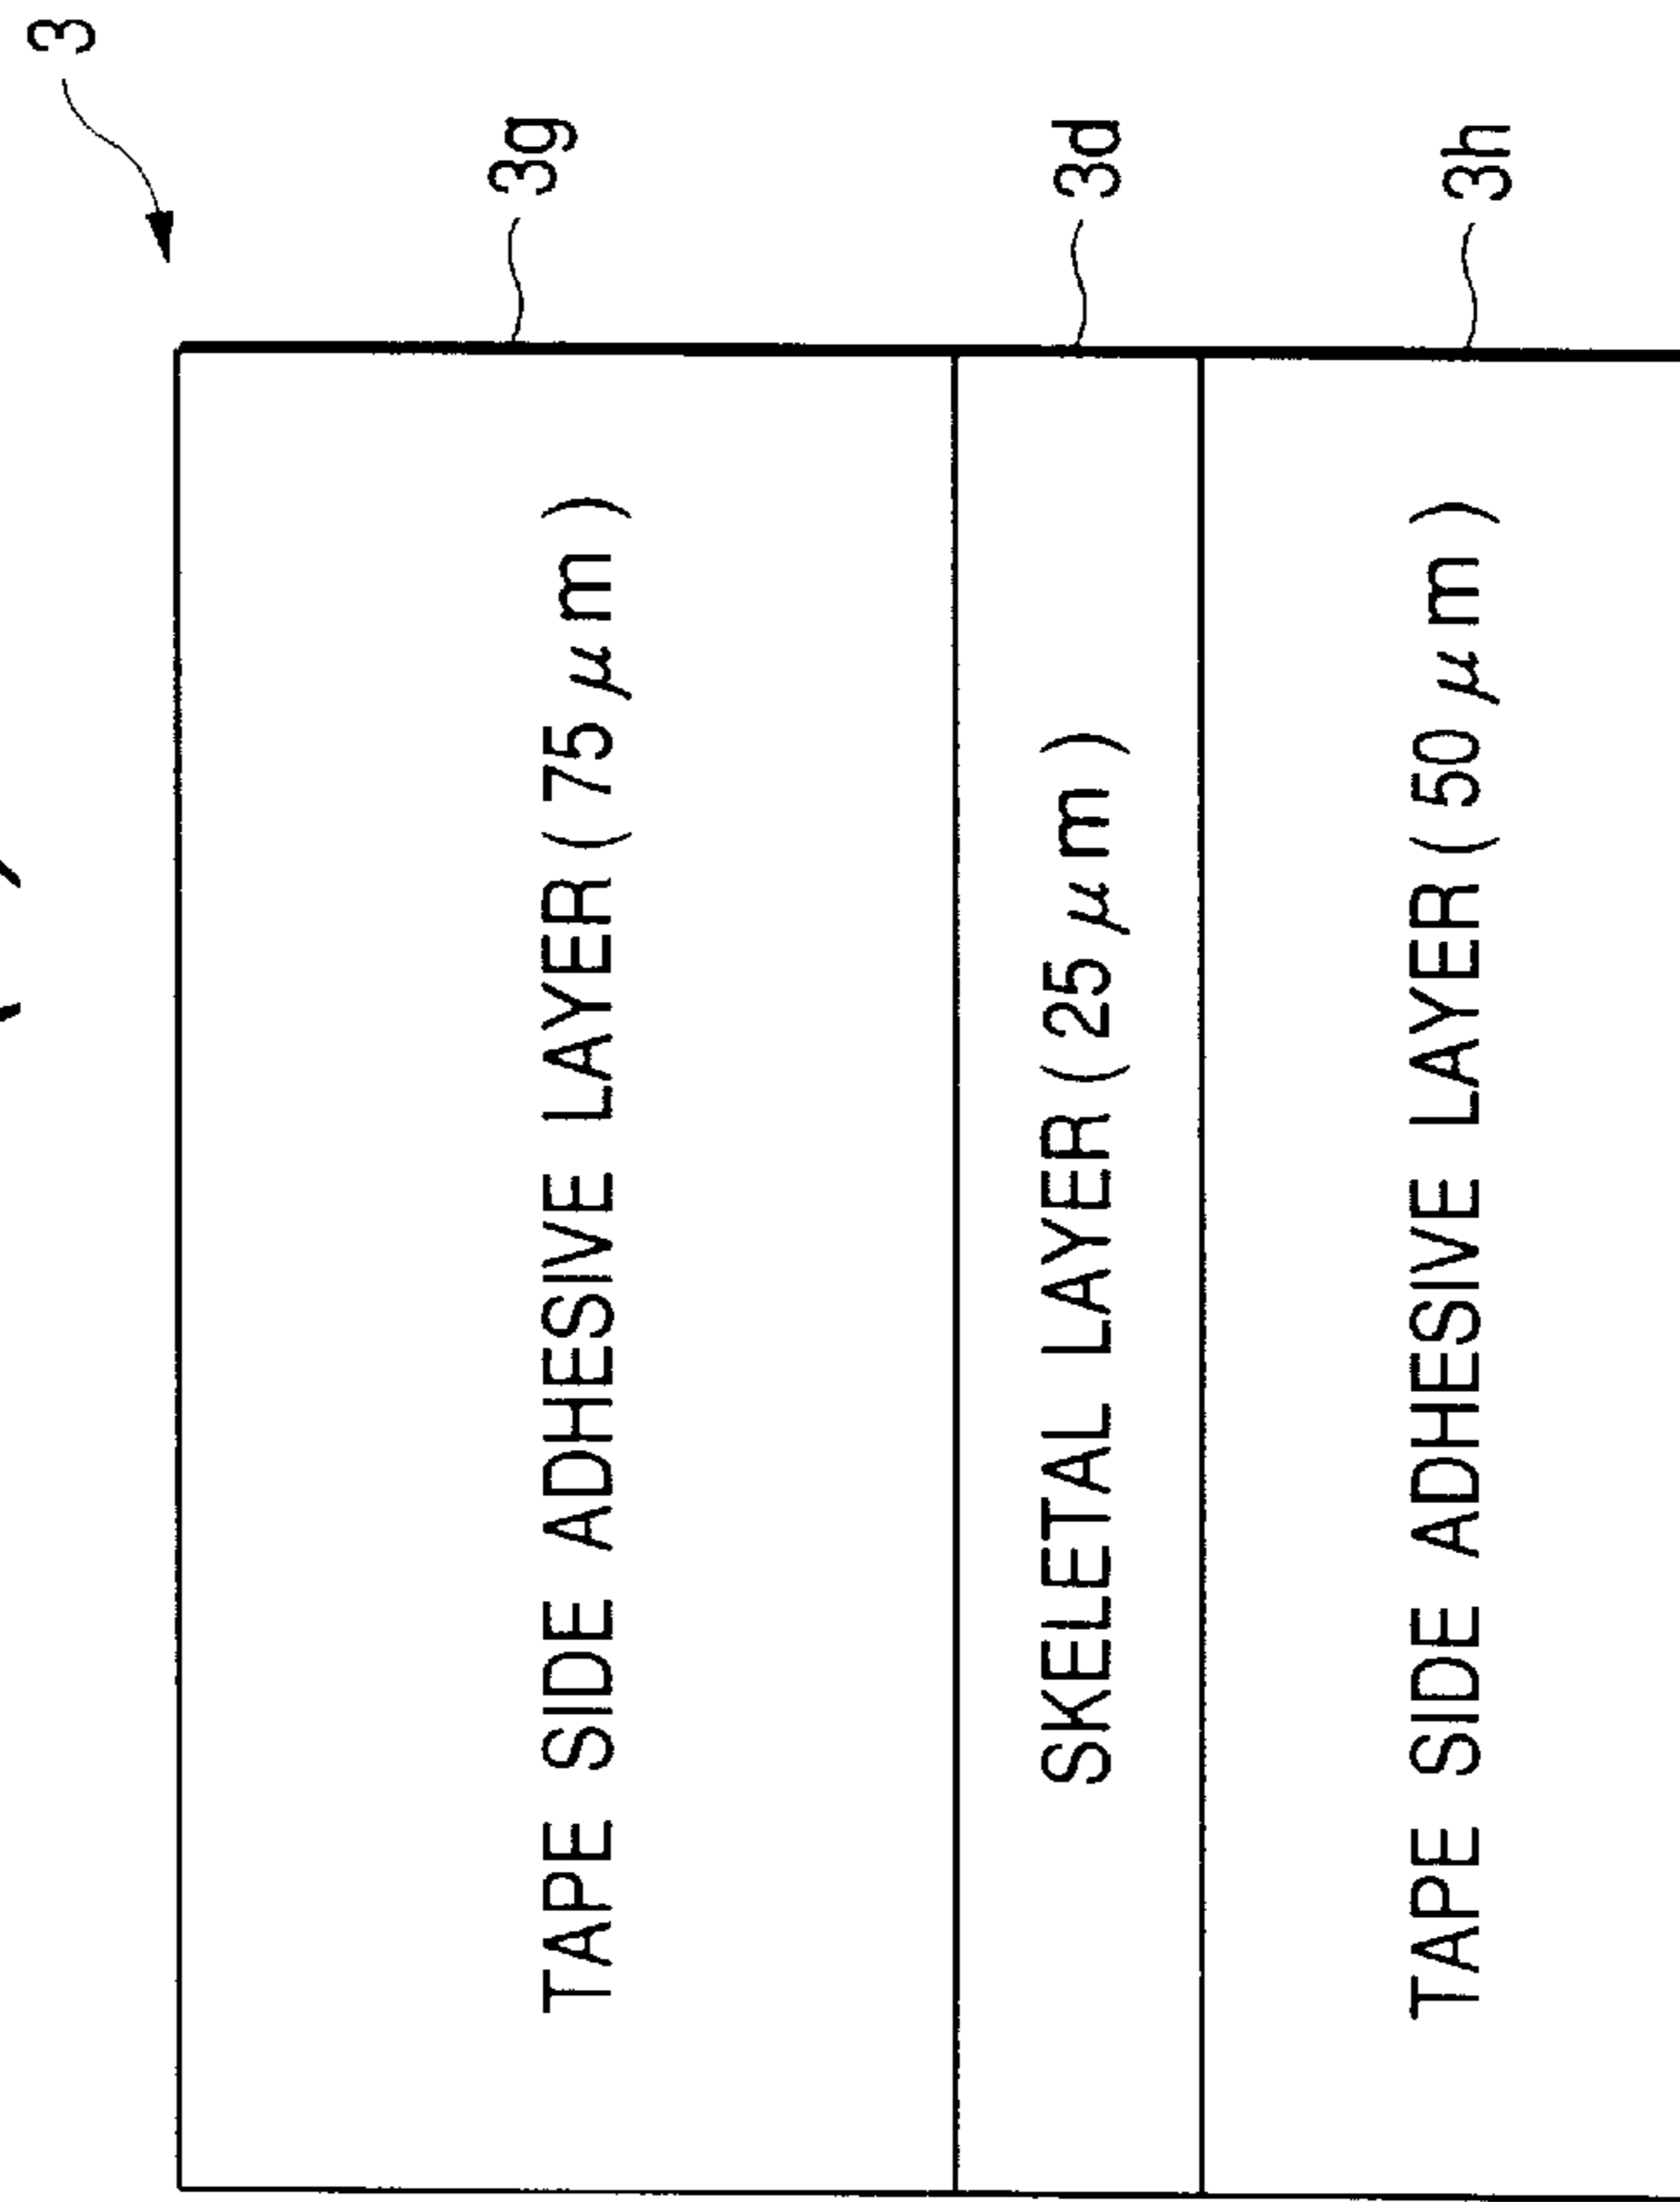 3
TAPE SIDE ADHESIVE LAYER ( 75 μm )
3g
SKELETAL LAYER ( 25 μm )
3d
TAPE SIDE ADHESIVE LAYER ( 50 μm )
3h